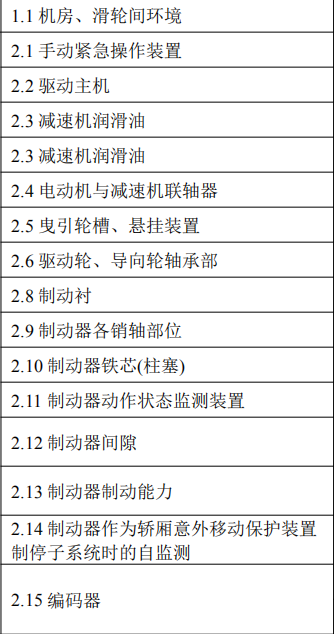 1.1 机房、滑轮间环境
2.1 手动紧急操作装置
2.2 驱动主机
2.3 减速机润滑油
2.3 减速机润滑油
2.4 电动机与减速机联轴器
2.5 曳引轮槽、悬挂装置
2.6 驱动轮、导向轮轴承部
2.8 制动衬
2.9 制动器各销轴部位
2.10 制动器铁芯(柱塞)
2.11 制动器动作状态监测装置
2.12 制动器间隙
2.13 制动器制动能力
2.14 制动器作为轿厢意外移动保护装置
制停子系统时的自监测
2.15 编码器